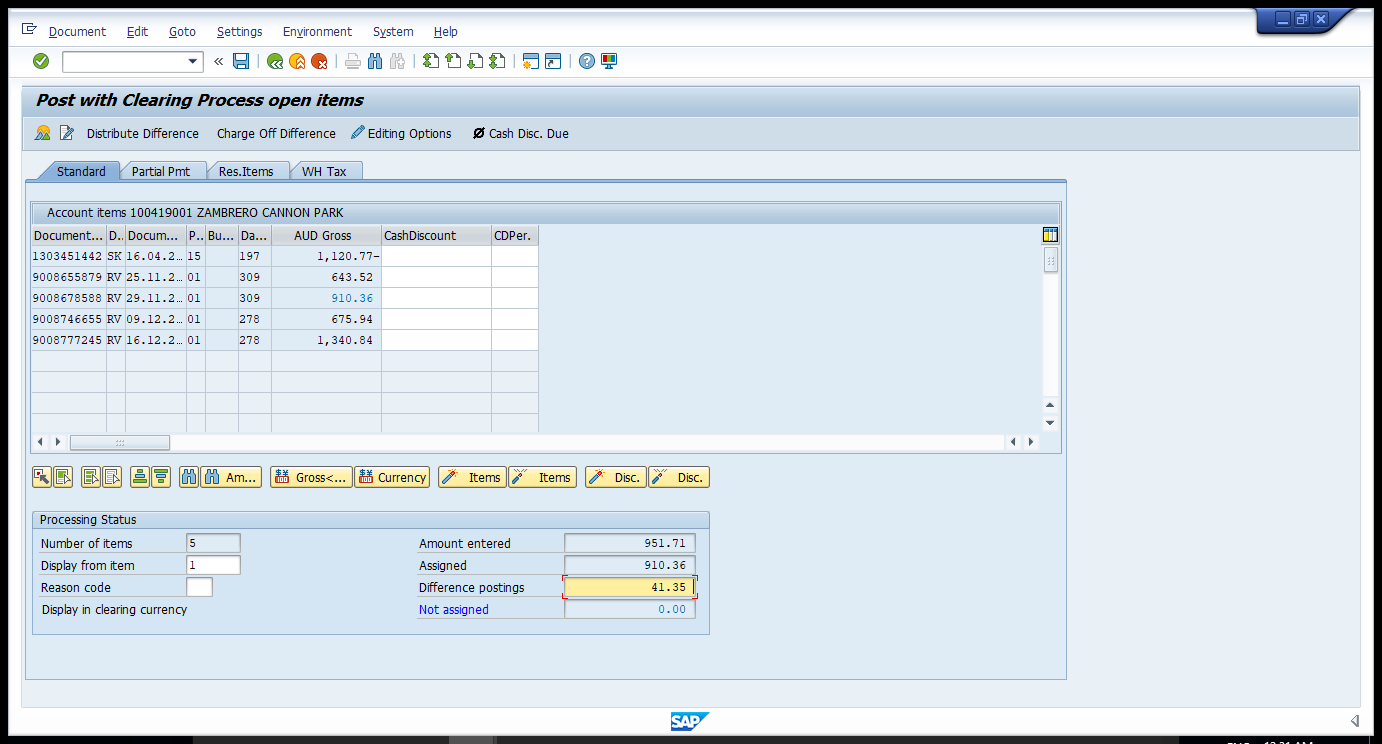 Document Edit Goto Settings Environment System Help
«
Post with Clearing Process open items
Distribute Difference Charge Off Difference Editing Options Cash Disc. Due
Standard Partial Pmt Res.Items WH Tax
Account items 100419001 ZAMBRERO CANNON PARK
Document... D.. Docum... P.. Bu... Da... AUD Gross CashDiscount CDPer.
1303451442 SK 16.04.2… 15 197 1,120.77-
9008655879 RV 25.11.2… 01 309 643.52
9008678588 RV 29.11.2… 01 309 910.36
9008746655 RV 09.12.2… 01 278 675.94
9008777245 RV 16.12.2… 01 278 1,340.84
Am... Gross<... Currency Items Items Disc. Disc.
Processing Status
Number of items 5 Amount entered 951.71
Display from item 1 Assigned 910.36
Reason code Difference postings 41.35
Display in clearing currency Not assigned 0.00
SAP